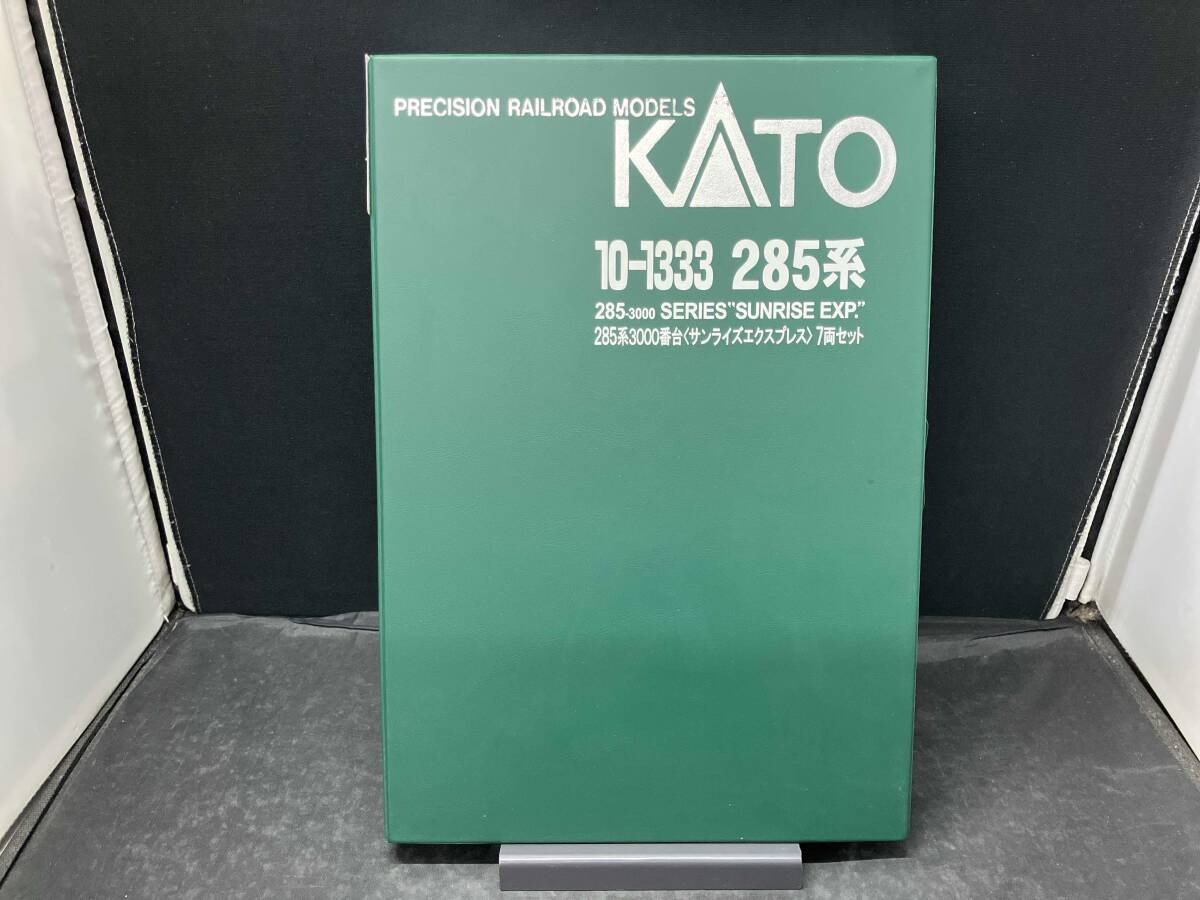 PRECISION RAILROAD MODELS
KATO
10-1333 285系
285-3000 SERIES "SUNRISE EXP."
285系3000番台〈サンライズエクスプレス〉7両セット